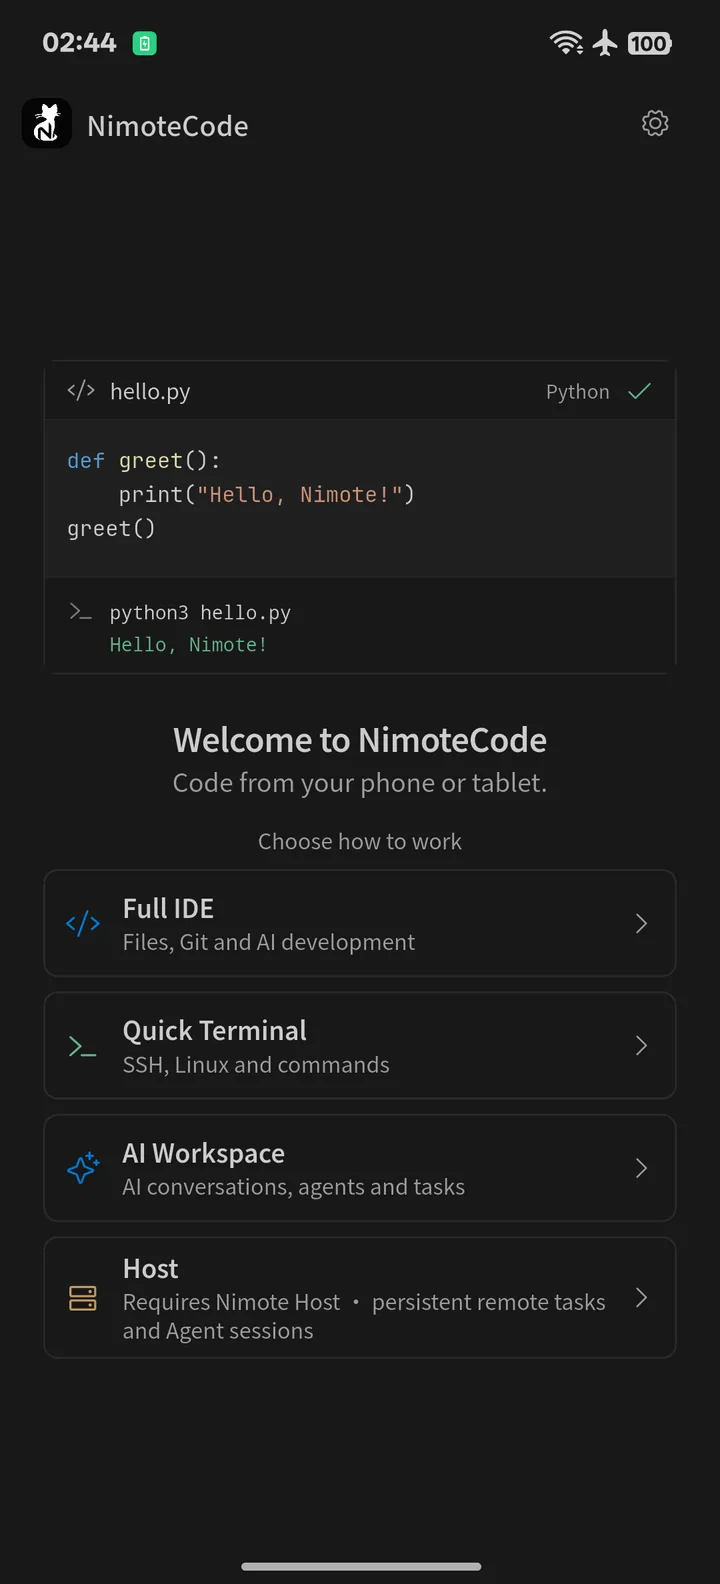 02:44
100
NimoteCode
</> hello.py Python
def greet():
    print("Hello, Nimote!")
greet()
>_ python3 hello.py
Hello, Nimote!
Welcome to NimoteCode
Code from your phone or tablet.
Choose how to work
Full IDE
Files, Git and AI development
Quick Terminal
SSH, Linux and commands
AI Workspace
AI conversations, agents and tasks
Host
Requires Nimote Host • persistent remote tasks
and Agent sessions